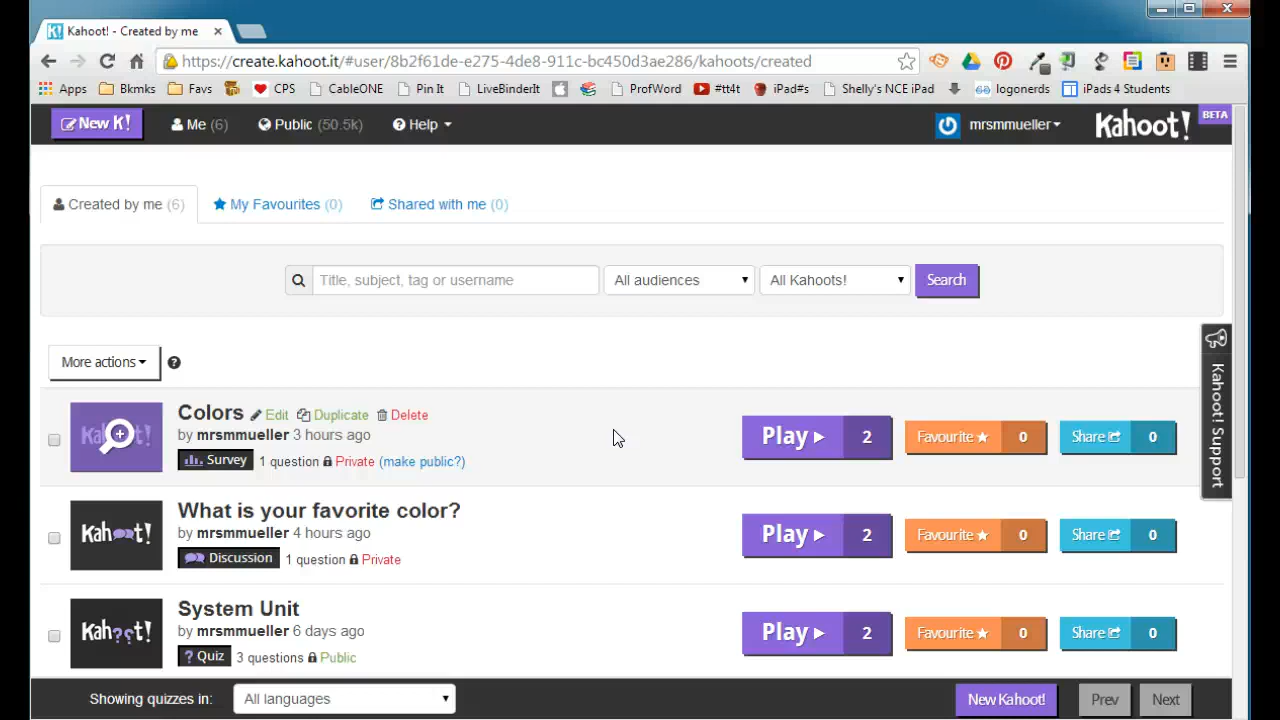 Kahoot! - Created by me
https://create.kahoot.it/#user/8b2f61de-e275-4de8-911c-bc450d3ae286/kahoots/created
Apps Bkmks Favs CPS CableONE Pin It LiveBinderIt ProfWord #tt4t iPad#s Shelly's NCE iPad logonerds iPads 4 Students
New K! Me (6) Public (50.5k) Help mrsmmueller Kahoot! BETA
Created by me (6) My Favourites (0) Shared with me (0)
Title, subject, tag or username All audiences All Kahoots! Search
More actions
Kahoot! Support
Colors Edit Duplicate Delete
by mrsmmueller 3 hours ago
Survey 1 question Private (make public?)
Play 2 Favourite 0 Share 0
Kahoot!
What is your favorite color?
by mrsmmueller 4 hours ago
Discussion 1 question Private
Play 2 Favourite 0 Share 0
Kah??t!
System Unit
by mrsmmueller 6 days ago
? Quiz 3 questions Public
Play 2 Favourite 0 Share 0
Showing quizzes in: All languages New Kahoot! Prev Next